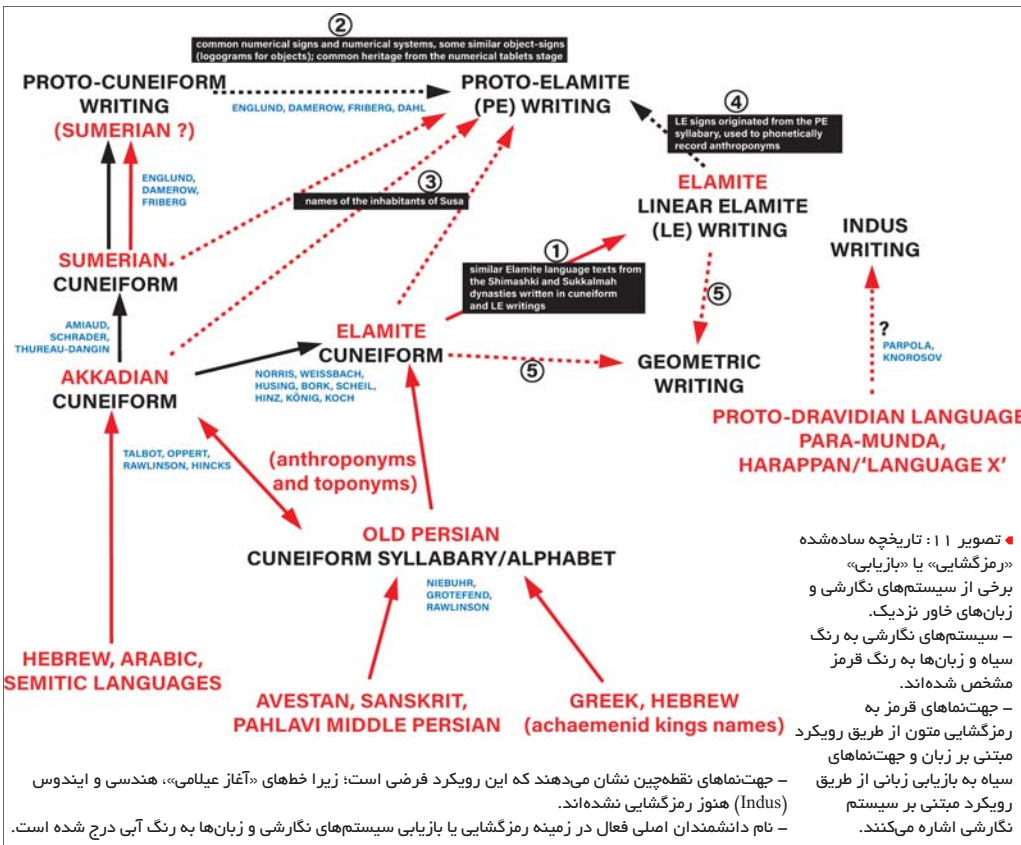 ②
common numerical signs and numerical systems, some similar object-signs
(logograms for objects); common heritage from the numerical tablets stage
PROTO-CUNEIFORM
WRITING
(SUMERIAN ?)
ENGLUND, DAMEROW, FRIBERG, DAHL
PROTO-ELAMITE
(PE) WRITING
④
LE signs originated from the PE
syllabary, used to phonetically
record anthroponyms
ENGLUND,
DAMEROW,
FRIBERG
③
names of the inhabitants of Susa
ELAMITE
LINEAR ELAMITE
(LE) WRITING
INDUS
WRITING
SUMERIAN
CUNEIFORM
①
similar Elamite language texts from
the Shimashki and Sukkalmah
dynasties written in cuneiform
and LE writings
⑤
AMIAUD,
SCHRADER,
THUREAU-DANGIN
ELAMITE
CUNEIFORM
?
PARPOLA,
KNOROSOV
AKKADIAN
CUNEIFORM
NORRIS, WEISSBACH,
HUSING, BORK, SCHEIL,
HINZ, KÖNIG, KOCH
⑤
GEOMETRIC
WRITING
PROTO-DRAVIDIAN LANGUAGE
PARA-MUNDA,
HARAPPAN/'LANGUAGE X'
TALBOT, OPPERT,
RAWLINSON, HINCKS
(anthroponyms
and toponyms)
OLD PERSIAN
CUNEIFORM SYLLABARY/ALPHABET
NIEBUHR,
GROTEFEND,
RAWLINSON
HEBREW, ARABIC,
SEMITIC LANGUAGES
AVESTAN, SANSKRIT,
PAHLAVI MIDDLE PERSIAN
GREEK, HEBREW
(achaemenid kings names)
تصویر ۱۱: تاریخچه ساده‌شده
«رمزگشایی» یا «بازیابی»
برخی از سیستم‌های نگارشی و
زبان‌های خاور نزدیک.
– سیستم‌های نگارشی به رنگ
سیاه و زبان‌ها به رنگ قرمز
مشخص شده‌اند.
– جهت‌نماهای قرمز به
رمزگشایی متون از طریق رویکرد
مبتنی بر زبان و جهت‌نماهای
سیاه به بازیابی زبانی از طریق
رویکرد مبتنی بر سیستم
نگارشی اشاره می‌کنند.
– جهت‌نماهای نقطه‌چین نشان می‌دهند که این رویکرد فرضی است؛ زیرا خط‌های «آغاز عیلامی»، هندسی و ایندوس
(Indus) هنوز رمزگشایی نشده‌اند.
– نام دانشمندان اصلی فعال در زمینه رمزگشایی یا بازیابی سیستم‌های نگارشی و زبان‌ها به رنگ آبی درج شده است.